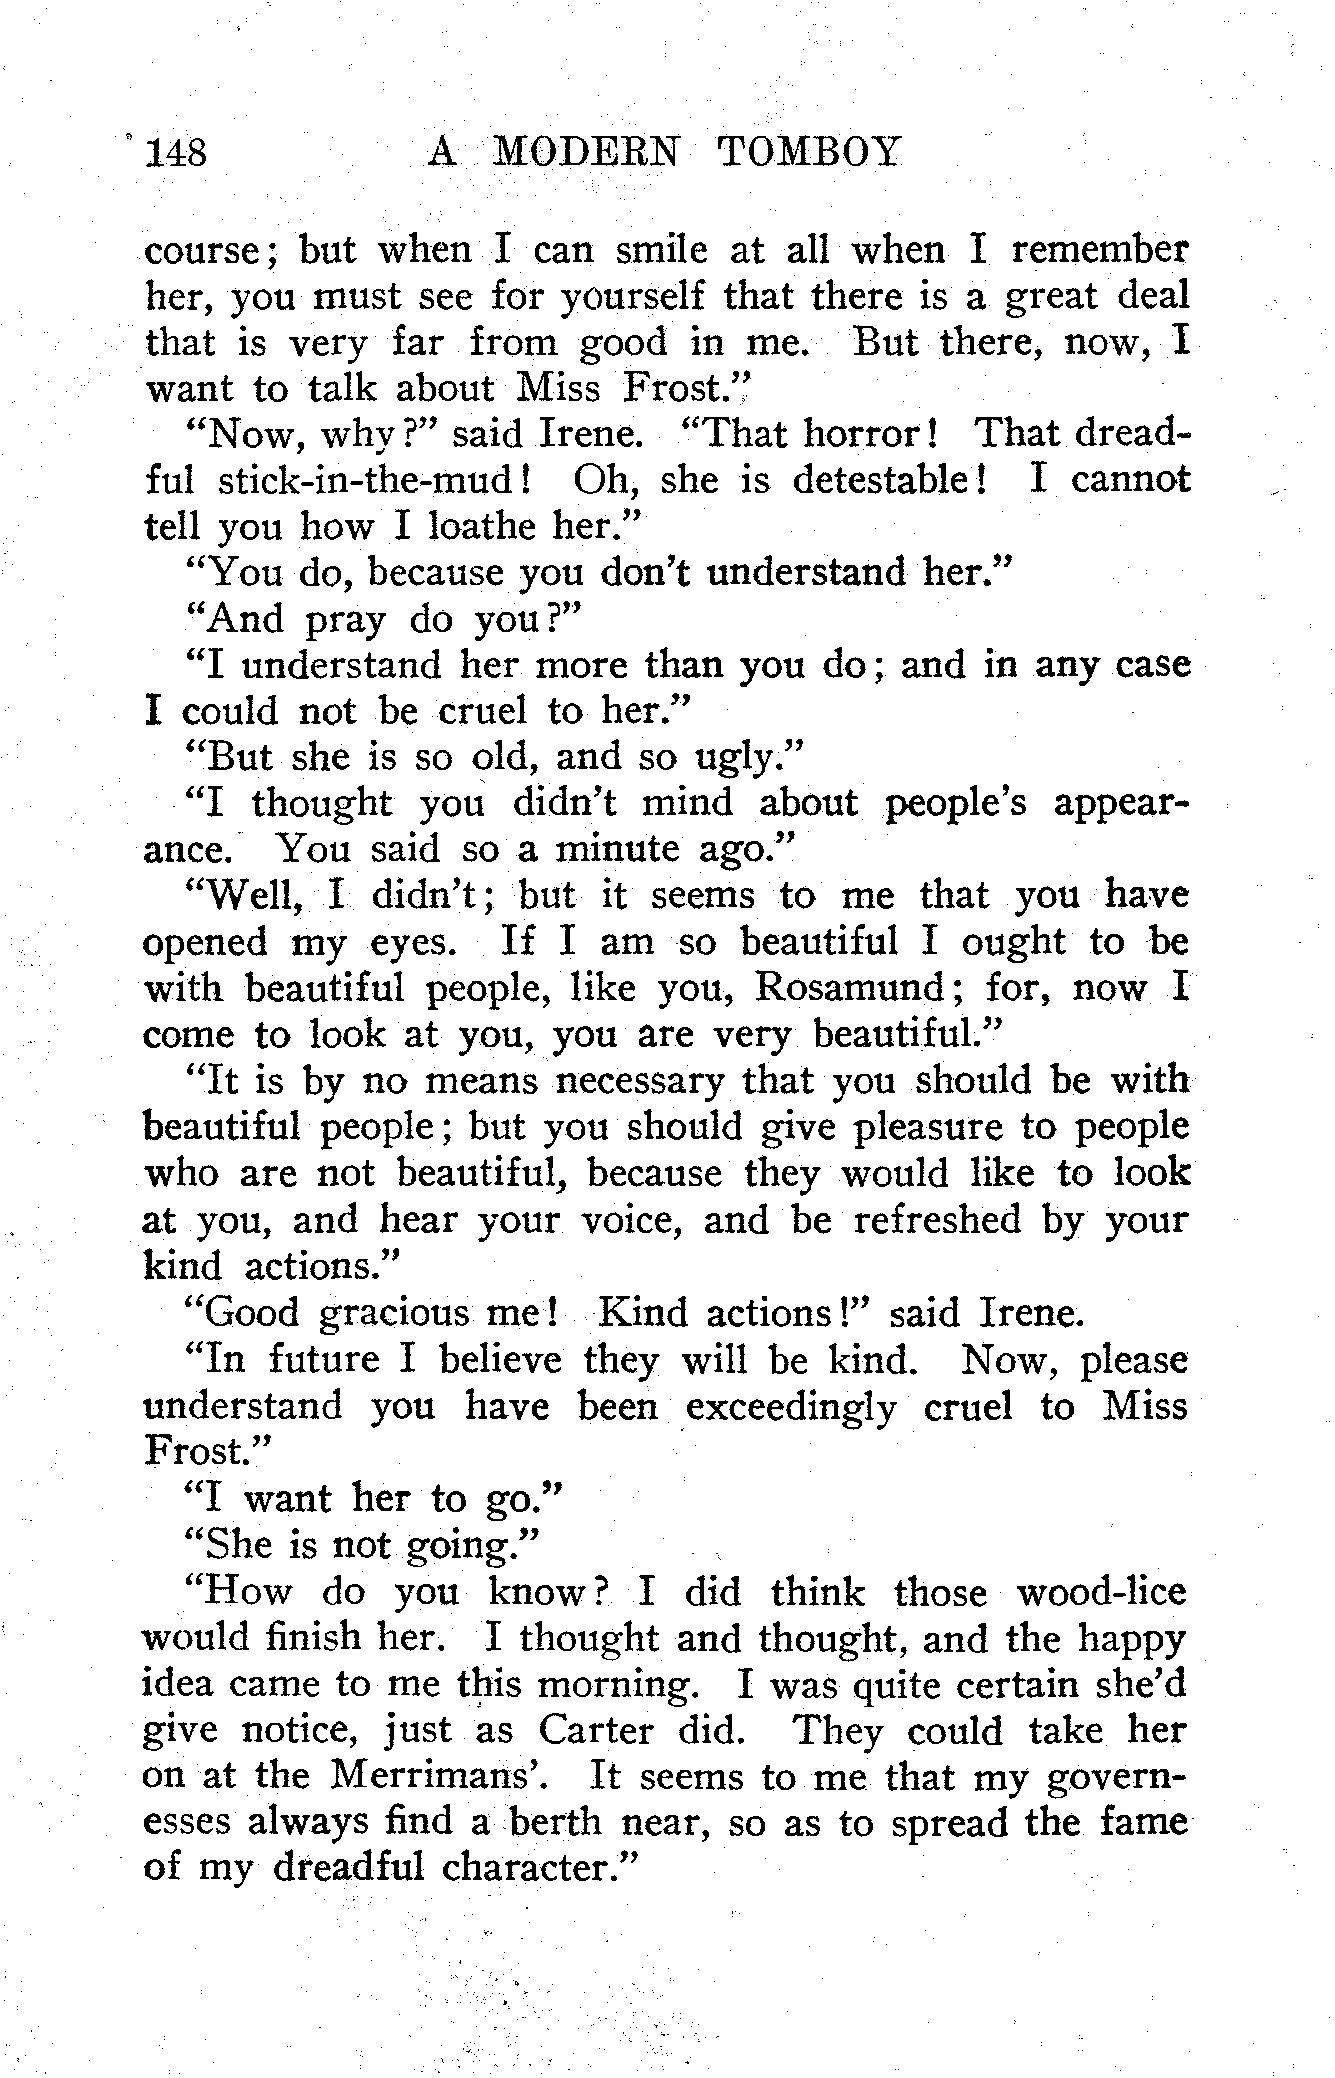 148 A MODERN TOMBOY
course; but when I can smile at all when I remember
her, you must see for yourself that there is a great deal
that is very far from good in me. But there, now, I
want to talk about Miss Frost."
"Now, why?" said Irene. "That horror! That dread-
ful stick-in-the-mud! Oh, she is detestable! I cannot
tell you how I loathe her."
"You do, because you don't understand her."
"And pray do you?"
"I understand her more than you do; and in any case
I could not be cruel to her."
"But she is so old, and so ugly."
"I thought you didn't mind about people's appear-
ance. You said so a minute ago."
"Well, I didn't; but it seems to me that you have
opened my eyes. If I am so beautiful I ought to be
with beautiful people, like you, Rosamund; for, now I
come to look at you, you are very beautiful."
"It is by no means necessary that you should be with
beautiful people; but you should give pleasure to people
who are not beautiful, because they would like to look
at you, and hear your voice, and be refreshed by your
kind actions."
"Good gracious me! Kind actions!" said Irene.
"In future I believe they will be kind. Now, please
understand you have been exceedingly cruel to Miss
Frost."
"I want her to go."
"She is not going."
"How do you know? I did think those wood-lice
would finish her. I thought and thought, and the happy
idea came to me this morning. I was quite certain she'd
give notice, just as Carter did. They could take her
on at the Merrimans'. It seems to me that my govern-
esses always find a berth near, so as to spread the fame
of my dreadful character."